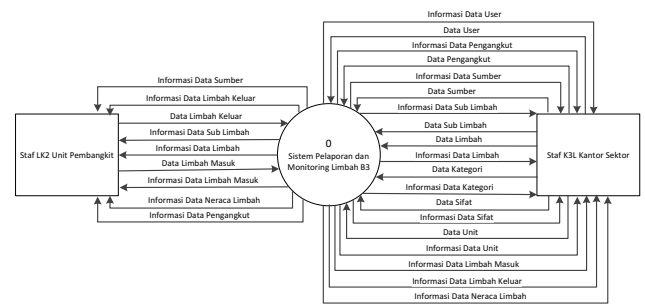 Informasi Data User
Data User
Informasi Data Pengangkut
Data Pengangkut
Informasi Data Sumber
Data Sumber
Informasi Data Sub Limbah
Data Sub Limbah
Data Limbah
Informasi Data Limbah
Data Kategori
Informasi Data Kategori
Data Sifat
Informasi Data Sifat
Data Unit
Informasi Data Unit
Informasi Data Limbah Masuk
Informasi Data Limbah Keluar
Informasi Data Neraca Limbah
Informasi Data Sumber
Informasi Data Limbah Keluar
Data Limbah Keluar
Informasi Data Sub Limbah
Informasi Data Limbah
Data Limbah Masuk
Informasi Data Limbah Masuk
Informasi Data Neraca Limbah
Informasi Data Pengangkut
Staf LK2 Unit Pembangkit
0
Sistem Pelaporan dan
Monitoring Limbah B3
Staf K3L Kantor Sektor